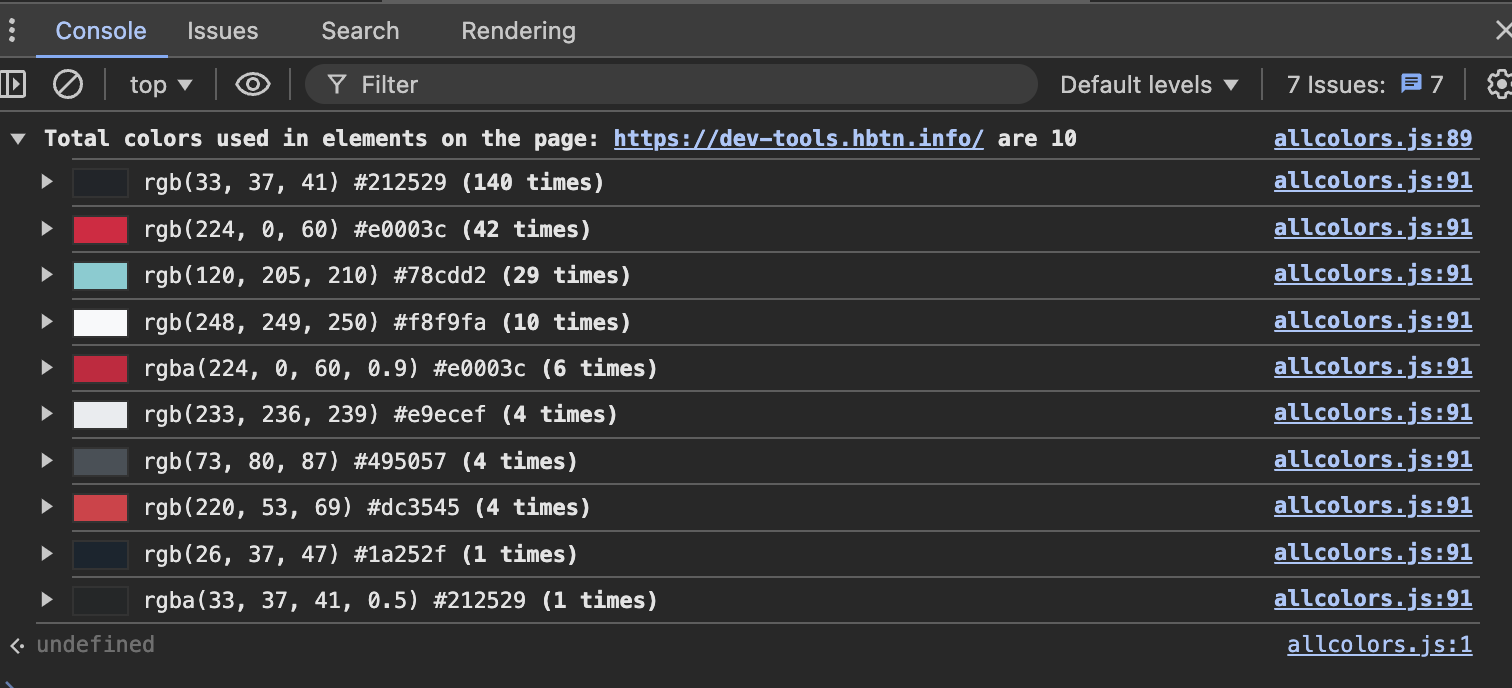 Console Issues Search Rendering
top Filter Default levels 7 Issues: 7
Total colors used in elements on the page: https://dev-tools.hbtn.info/ are 10 allcolors.js:89
rgb(33, 37, 41) #212529 (140 times) allcolors.js:91
rgb(224, 0, 60) #e0003c (42 times) allcolors.js:91
rgb(120, 205, 210) #78cdd2 (29 times) allcolors.js:91
rgb(248, 249, 250) #f8f9fa (10 times) allcolors.js:91
rgba(224, 0, 60, 0.9) #e0003c (6 times) allcolors.js:91
rgb(233, 236, 239) #e9ecef (4 times) allcolors.js:91
rgb(73, 80, 87) #495057 (4 times) allcolors.js:91
rgb(220, 53, 69) #dc3545 (4 times) allcolors.js:91
rgb(26, 37, 47) #1a252f (1 times) allcolors.js:91
rgba(33, 37, 41, 0.5) #212529 (1 times) allcolors.js:91
undefined allcolors.js:1